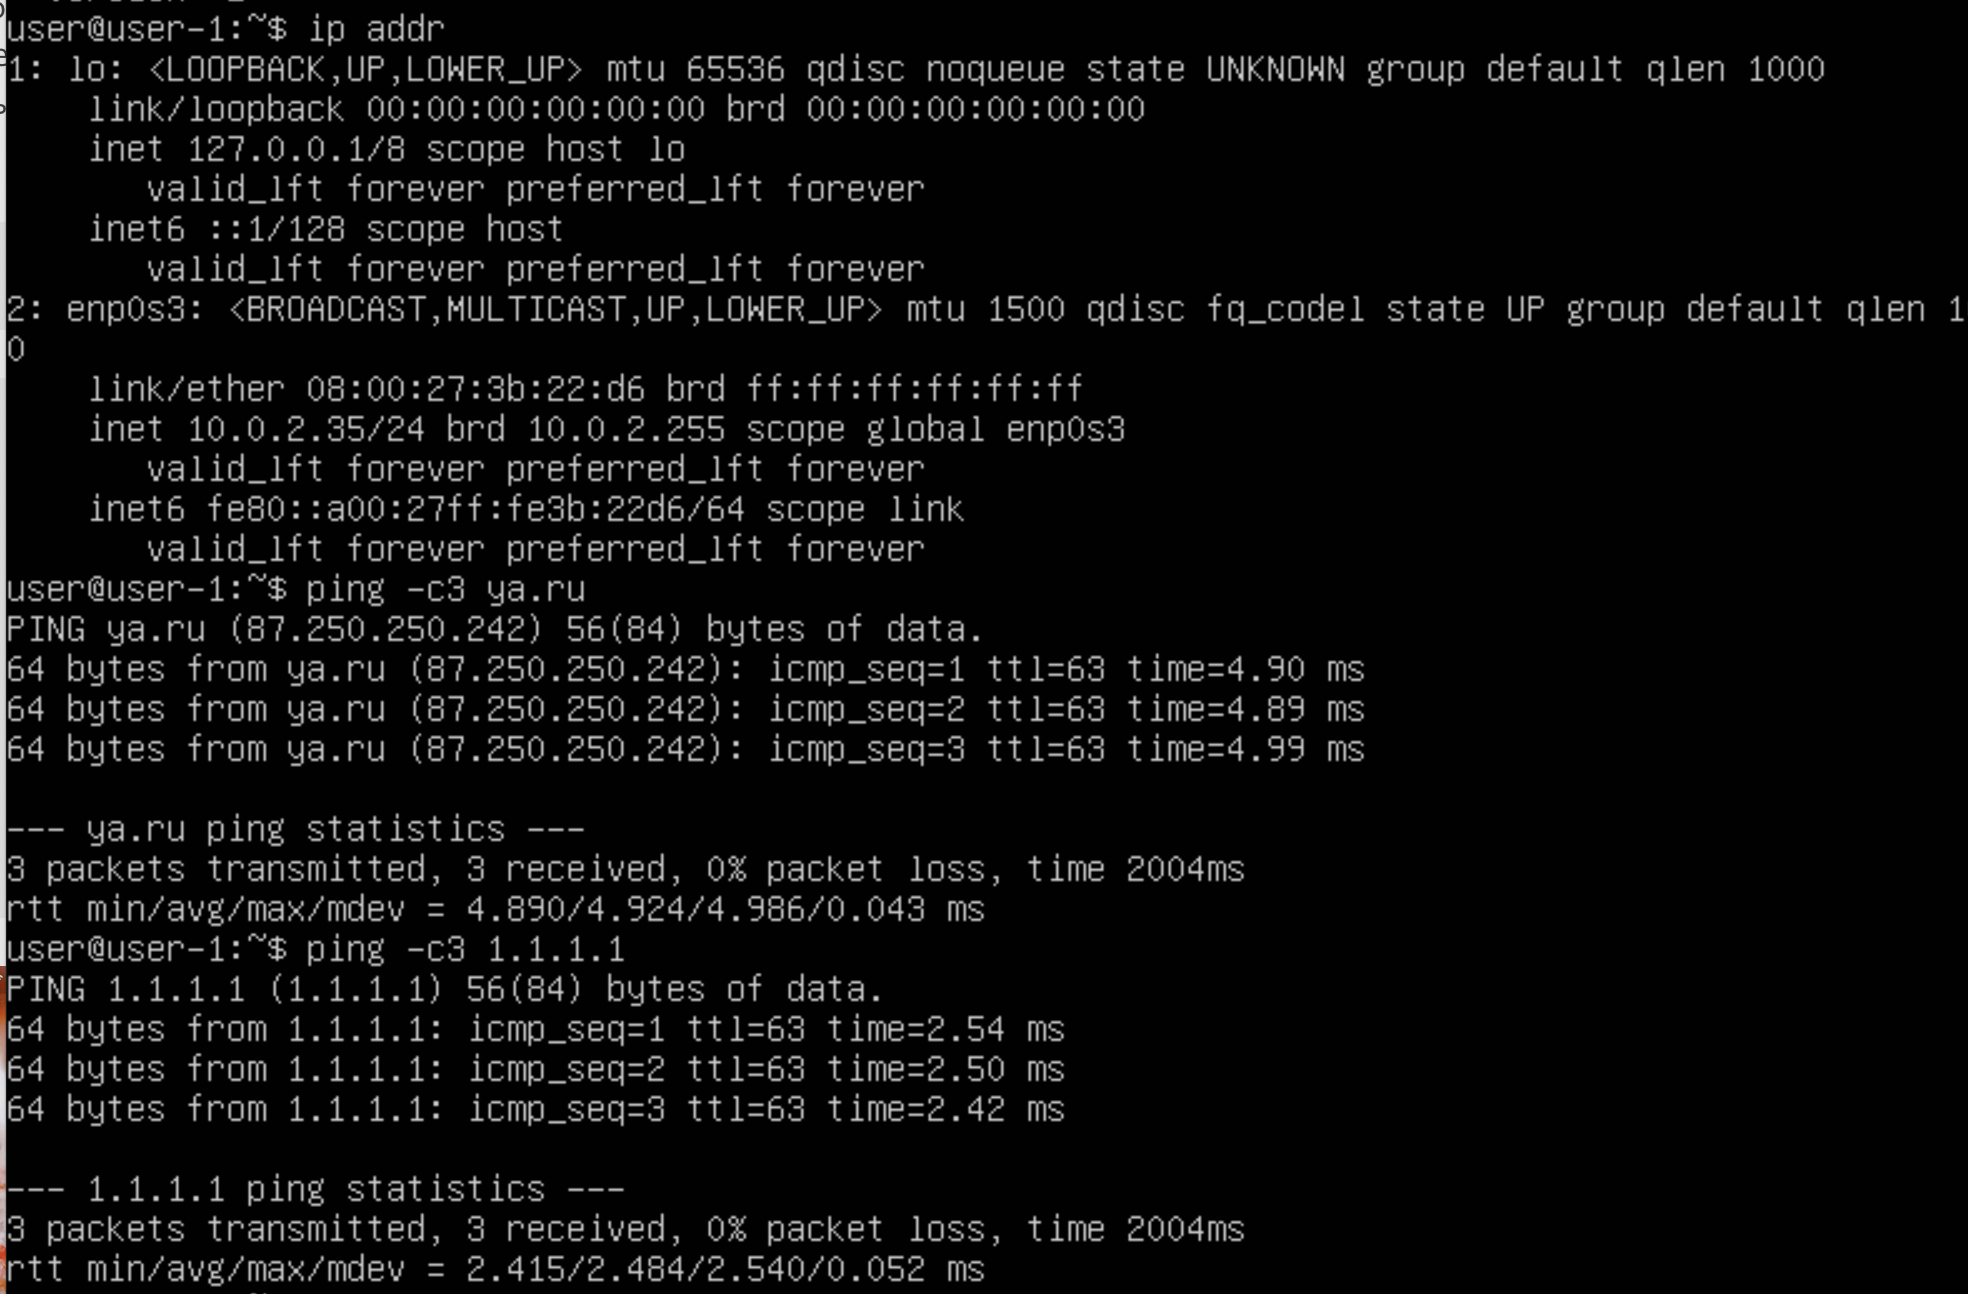 user@user-1:~$ ip addr
1: lo: <LOOPBACK,UP,LOWER_UP> mtu 65536 qdisc noqueue state UNKNOWN group default qlen 1000
    link/loopback 00:00:00:00:00:00 brd 00:00:00:00:00:00
    inet 127.0.0.1/8 scope host lo
       valid_lft forever preferred_lft forever
    inet6 ::1/128 scope host
       valid_lft forever preferred_lft forever
2: enp0s3: <BROADCAST,MULTICAST,UP,LOWER_UP> mtu 1500 qdisc fq_codel state UP group default qlen 1
0
    link/ether 08:00:27:3b:22:d6 brd ff:ff:ff:ff:ff:ff
    inet 10.0.2.35/24 brd 10.0.2.255 scope global enp0s3
       valid_lft forever preferred_lft forever
    inet6 fe80::a00:27ff:fe3b:22d6/64 scope link
       valid_lft forever preferred_lft forever
user@user-1:~$ ping -c3 ya.ru
PING ya.ru (87.250.250.242) 56(84) bytes of data.
64 bytes from ya.ru (87.250.250.242): icmp_seq=1 ttl=63 time=4.90 ms
64 bytes from ya.ru (87.250.250.242): icmp_seq=2 ttl=63 time=4.89 ms
64 bytes from ya.ru (87.250.250.242): icmp_seq=3 ttl=63 time=4.99 ms

--- ya.ru ping statistics ---
3 packets transmitted, 3 received, 0% packet loss, time 2004ms
rtt min/avg/max/mdev = 4.890/4.924/4.986/0.043 ms
user@user-1:~$ ping -c3 1.1.1.1
PING 1.1.1.1 (1.1.1.1) 56(84) bytes of data.
64 bytes from 1.1.1.1: icmp_seq=1 ttl=63 time=2.54 ms
64 bytes from 1.1.1.1: icmp_seq=2 ttl=63 time=2.50 ms
64 bytes from 1.1.1.1: icmp_seq=3 ttl=63 time=2.42 ms

--- 1.1.1.1 ping statistics ---
3 packets transmitted, 3 received, 0% packet loss, time 2004ms
rtt min/avg/max/mdev = 2.415/2.484/2.540/0.052 ms